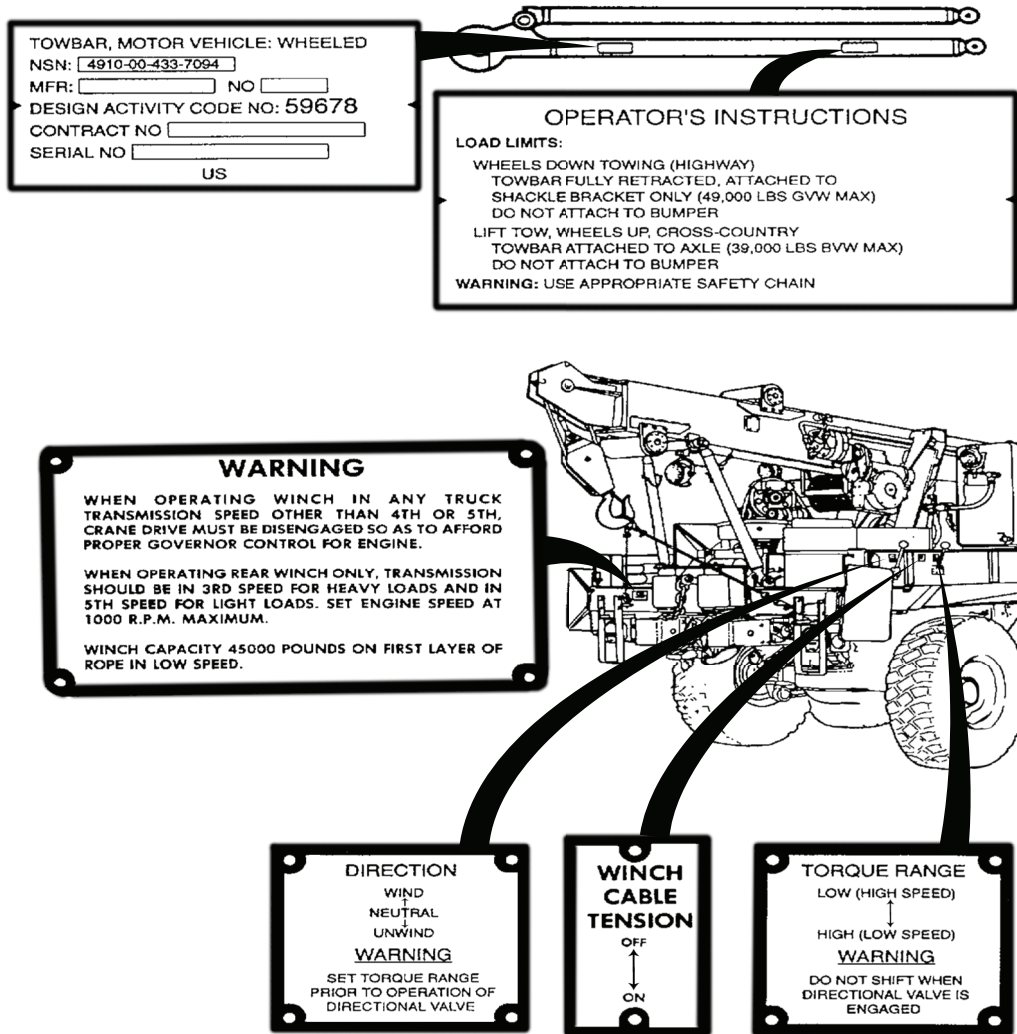 TOWBAR, MOTOR VEHICLE: WHEELED
NSN: 4910-00-433-7094
MFR: NO
DESIGN ACTIVITY CODE NO: 59678
CONTRACT NO
SERIAL NO
US
OPERATOR'S INSTRUCTIONS
LOAD LIMITS:
WHEELS DOWN TOWING (HIGHWAY)
TOWBAR FULLY RETRACTED, ATTACHED TO
SHACKLE BRACKET ONLY (49,000 LBS GVW MAX)
DO NOT ATTACH TO BUMPER
LIFT TOW, WHEELS UP, CROSS-COUNTRY
TOWBAR ATTACHED TO AXLE (39,000 LBS BVW MAX)
DO NOT ATTACH TO BUMPER
WARNING: USE APPROPRIATE SAFETY CHAIN
WARNING
WHEN OPERATING WINCH IN ANY TRUCK
TRANSMISSION SPEED OTHER THAN 4TH OR 5TH,
CRANE DRIVE MUST BE DISENGAGED SO AS TO AFFORD
PROPER GOVERNOR CONTROL FOR ENGINE.
WHEN OPERATING REAR WINCH ONLY, TRANSMISSION
SHOULD BE IN 3RD SPEED FOR HEAVY LOADS AND IN
5TH SPEED FOR LIGHT LOADS. SET ENGINE SPEED AT
1000 R.P.M. MAXIMUM.
WINCH CAPACITY 45000 POUNDS ON FIRST LAYER OF
ROPE IN LOW SPEED.
DIRECTION
WIND
NEUTRAL
UNWIND
WARNING
SET TORQUE RANGE
PRIOR TO OPERATION OF
DIRECTIONAL VALVE
WINCH
CABLE
TENSION
OFF
ON
TORQUE RANGE
LOW (HIGH SPEED)
HIGH (LOW SPEED)
WARNING
DO NOT SHIFT WHEN
DIRECTIONAL VALVE IS
ENGAGED